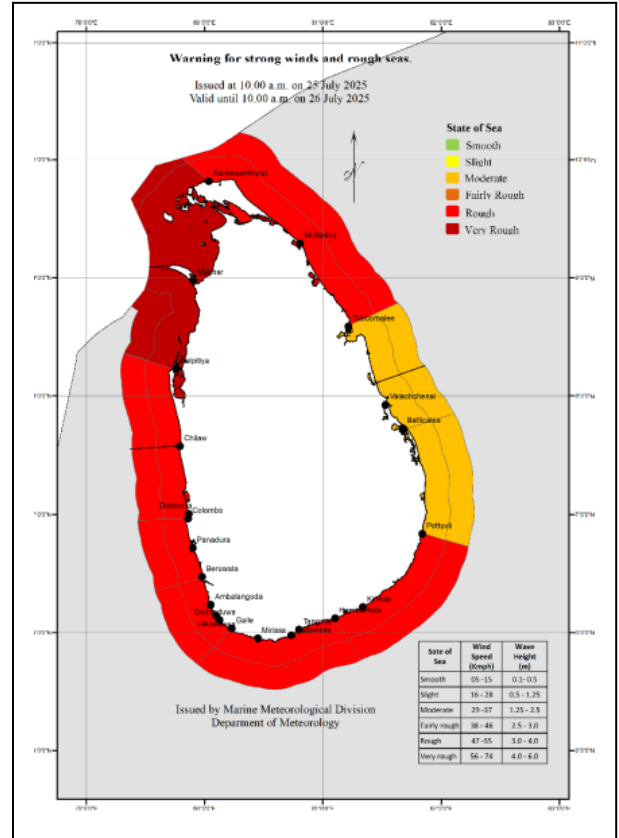 Warning for strong winds and rough seas.
Issued at 10.00 a.m. on 25 July 2025
Valid until 10.00 a.m. on 26 July 2025
State of Sea
Smooth
Slight
Moderate
Fairly Rough
Rough
Very Rough
Kankesanthurai
Mullaitivu
Mannar
Trincomalee
Kalpitiya
Valachchenai
Batticaloa
Chilaw
Colombo
Pottuvil
Panadura
Beruwala
Ambalangoda
Galle
Mirissa
Hambantota
Kirinda
Issued by Marine Meteorological Division
Deparment of Meteorology
Sate of Sea Wind Speed (Kmph) Wave Height (m)
Smooth 05 -15 0.1- 0.5
Slight 16 - 28 0.5 - 1.25
Moderate 29 -37 1.25 - 2.5
Fairly rough 38 - 46 2.5 - 3.0
Rough 47 -55 3.0 - 4.0
Very rough 56 - 74 4.0 - 6.0